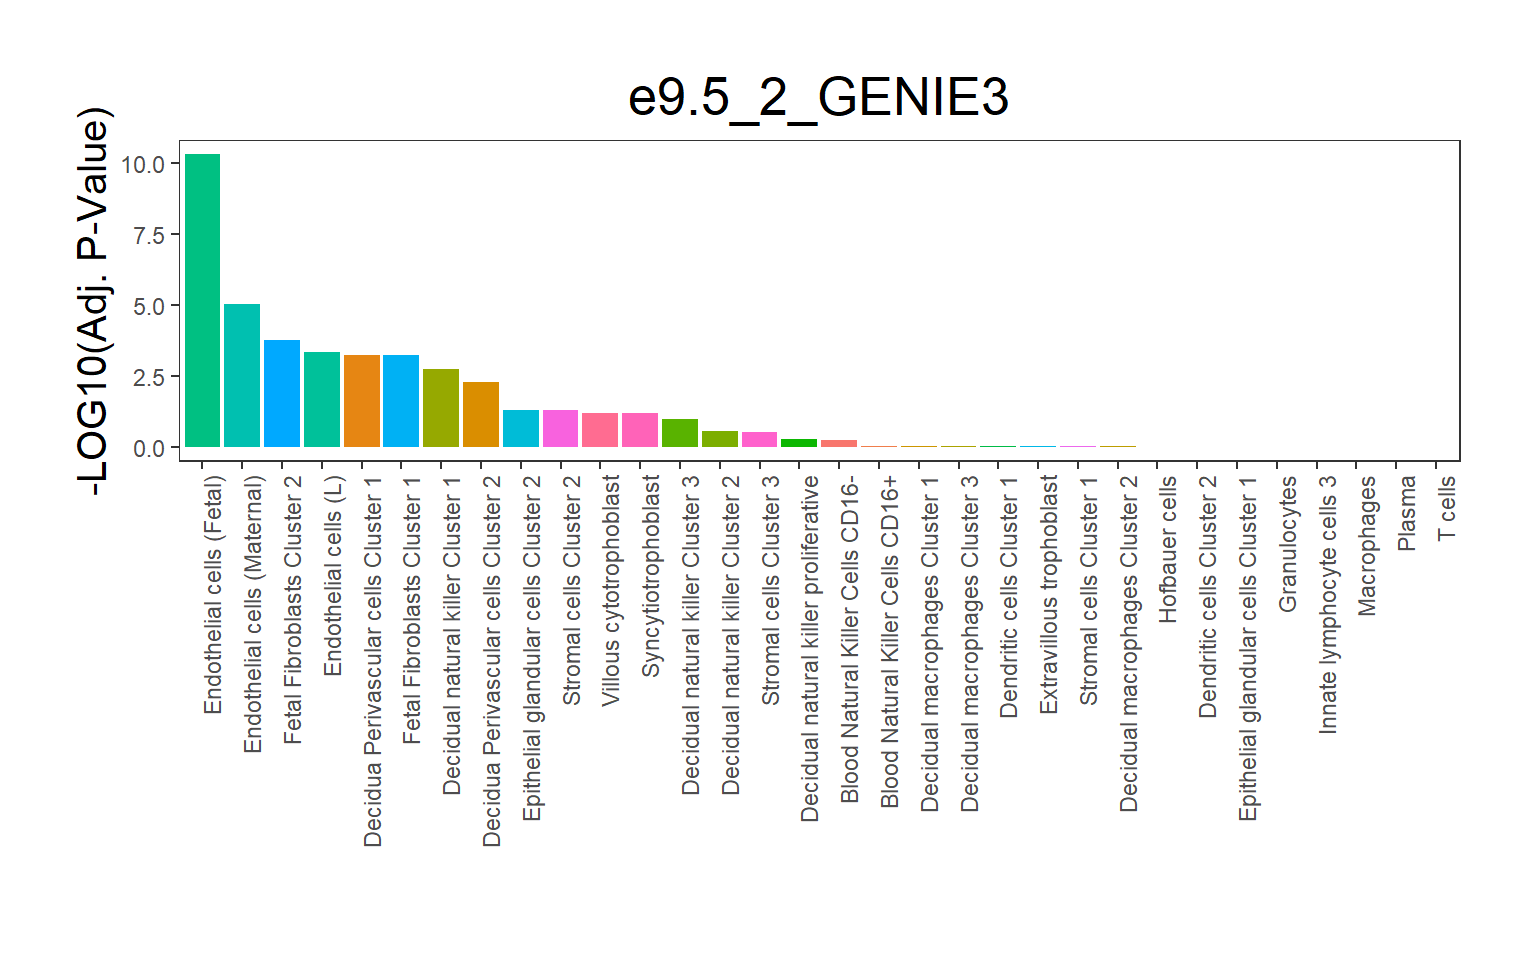 e9.5_2_GENIE3
-LOG10(Adj. P-Value)
10.0
7.5
5.0
2.5
0.0
Endothelial cells (Fetal)
Endothelial cells (Maternal)
Fetal Fibroblasts Cluster 2
Endothelial cells (L)
Decidua Perivascular cells Cluster 1
Fetal Fibroblasts Cluster 1
Decidual natural killer Cluster 1
Decidua Perivascular cells Cluster 2
Epithelial glandular cells Cluster 2
Stromal cells Cluster 2
Villous cytotrophoblast
Syncytiotrophoblast
Decidual natural killer Cluster 3
Decidual natural killer Cluster 2
Stromal cells Cluster 3
Decidual natural killer proliferative
Blood Natural Killer Cells CD16-
Blood Natural Killer Cells CD16+
Decidual macrophages Cluster 1
Decidual macrophages Cluster 3
Dendritic cells Cluster 1
Extravillous trophoblast
Stromal cells Cluster 1
Decidual macrophages Cluster 2
Hofbauer cells
Dendritic cells Cluster 2
Epithelial glandular cells Cluster 1
Granulocytes
Innate lymphocyte cells 3
Macrophages
Plasma
T cells